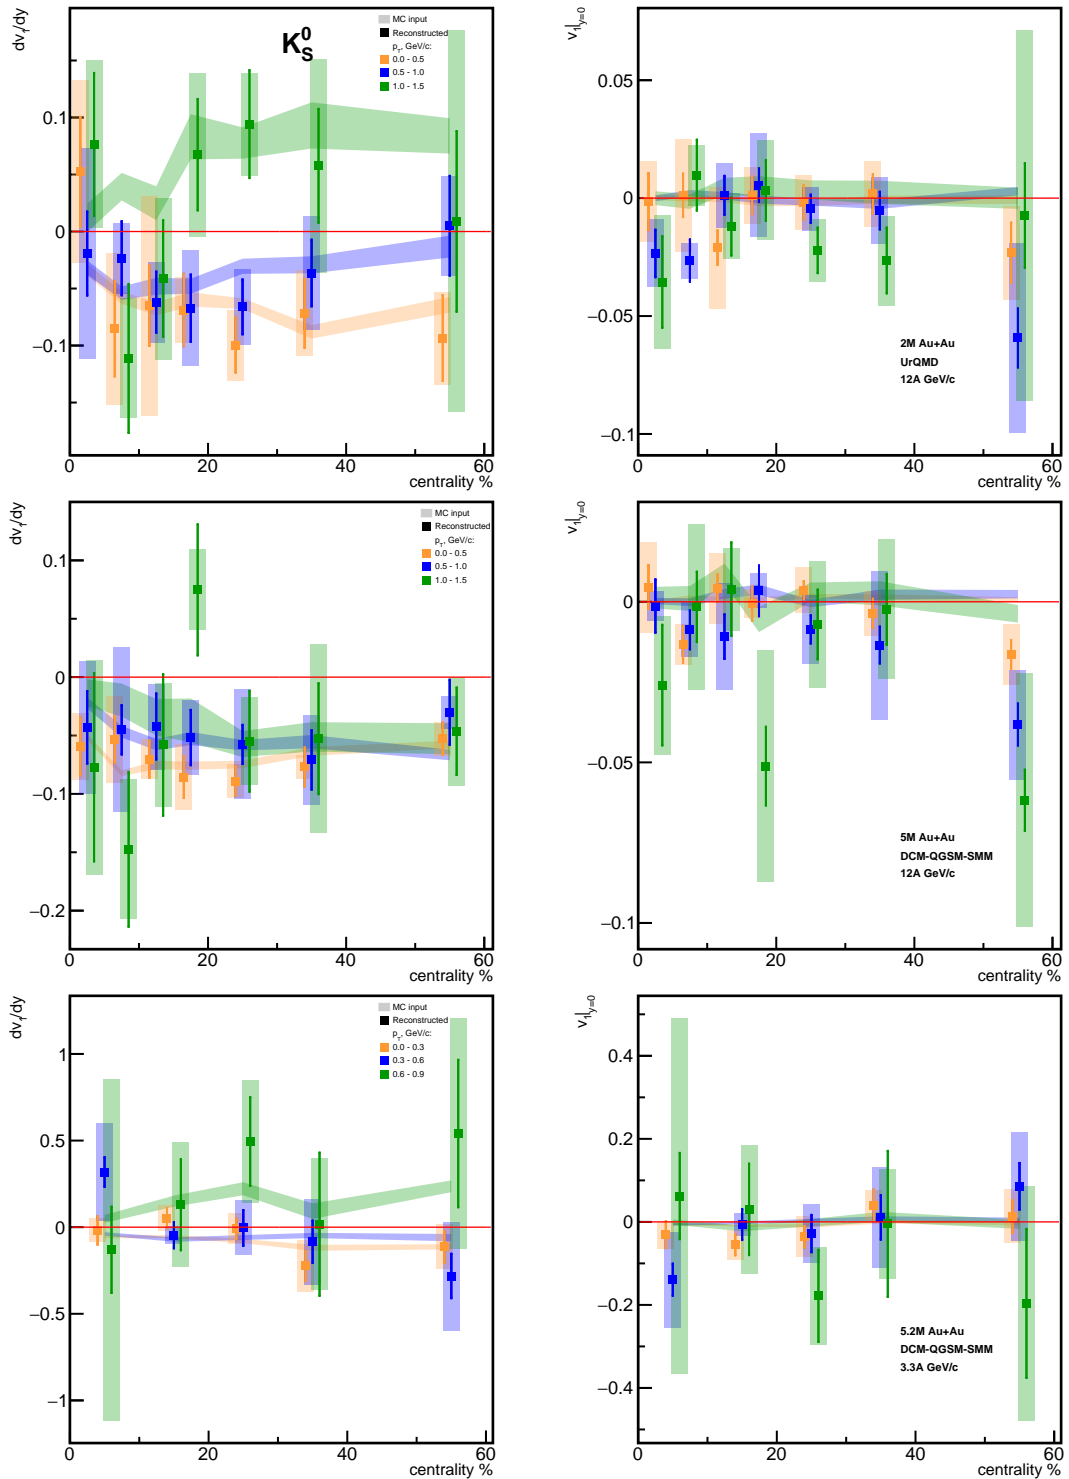 dv₁/dy
K⁰S
MC input
Reconstructed
p_T, GeV/c:
0.0 - 0.5
0.5 - 1.0
1.0 - 1.5
0.1
0
−0.1
0 20 40 60
centrality %
v₁|y=0
0.05
0
−0.05
−0.1
2M Au+Au
UrQMD
12A GeV/c
0 20 40 60
centrality %
dv₁/dy
MC input
Reconstructed
p_T, GeV/c:
0.0 - 0.5
0.5 - 1.0
1.0 - 1.5
0.1
0
−0.1
−0.2
0 20 40 60
centrality %
v₁|y=0
0
−0.05
−0.1
5M Au+Au
DCM-QGSM-SMM
12A GeV/c
0 20 40 60
centrality %
dv₁/dy
MC input
Reconstructed
p_T, GeV/c:
0.0 - 0.3
0.3 - 0.6
0.6 - 0.9
1
0.5
0
−0.5
−1
0 20 40 60
centrality %
v₁|y=0
0.4
0.2
0
−0.2
−0.4
5.2M Au+Au
DCM-QGSM-SMM
3.3A GeV/c
0 20 40 60
centrality %